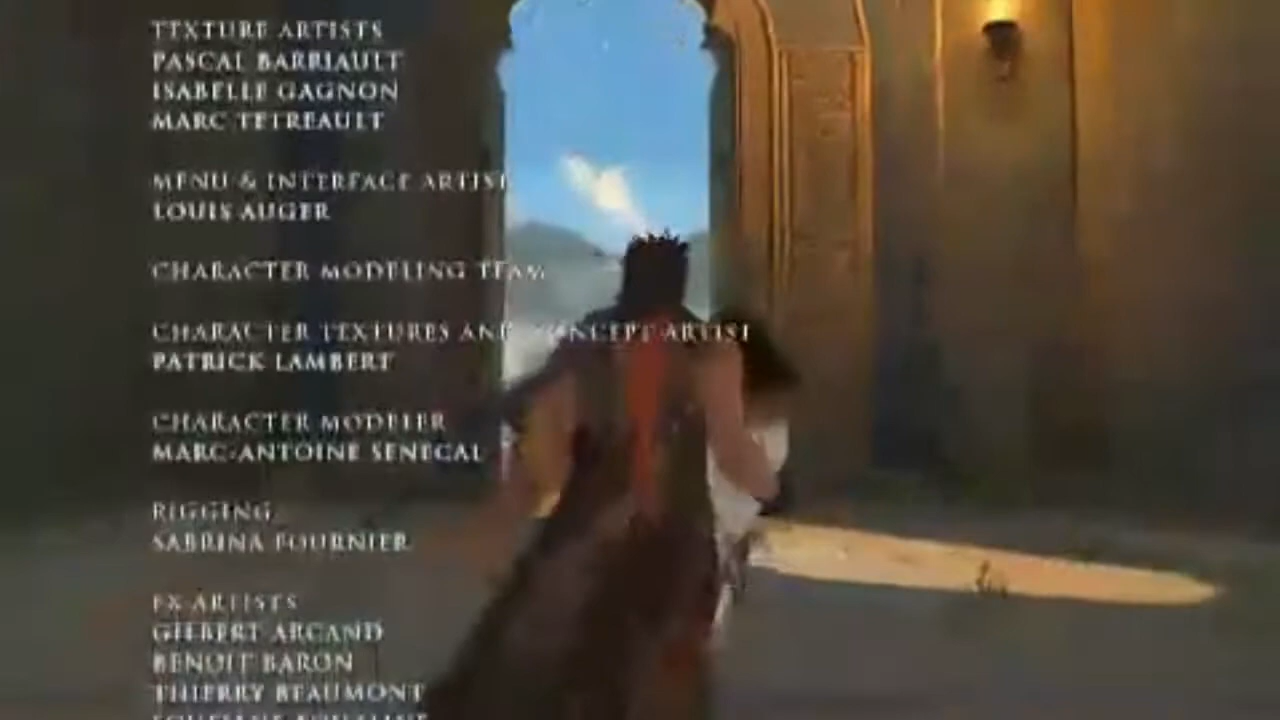 TEXTURE ARTISTS
PASCAL BARRIAULT
ISABELLE GAGNON
MARC TETREAULT
MENU & INTERFACE ARTIST
LOUIS AUGER
CHARACTER MODELING TEAM
CHARACTER TEXTURES AND CONCEPT ARTIST
PATRICK LAMBERT
CHARACTER MODELER
MARC-ANTOINE SENECAL
RIGGING
SABRINA FOURNIER
FX ARTISTS
GILBERT ARCAND
BENOIT BARON
THIERRY BEAUMONT